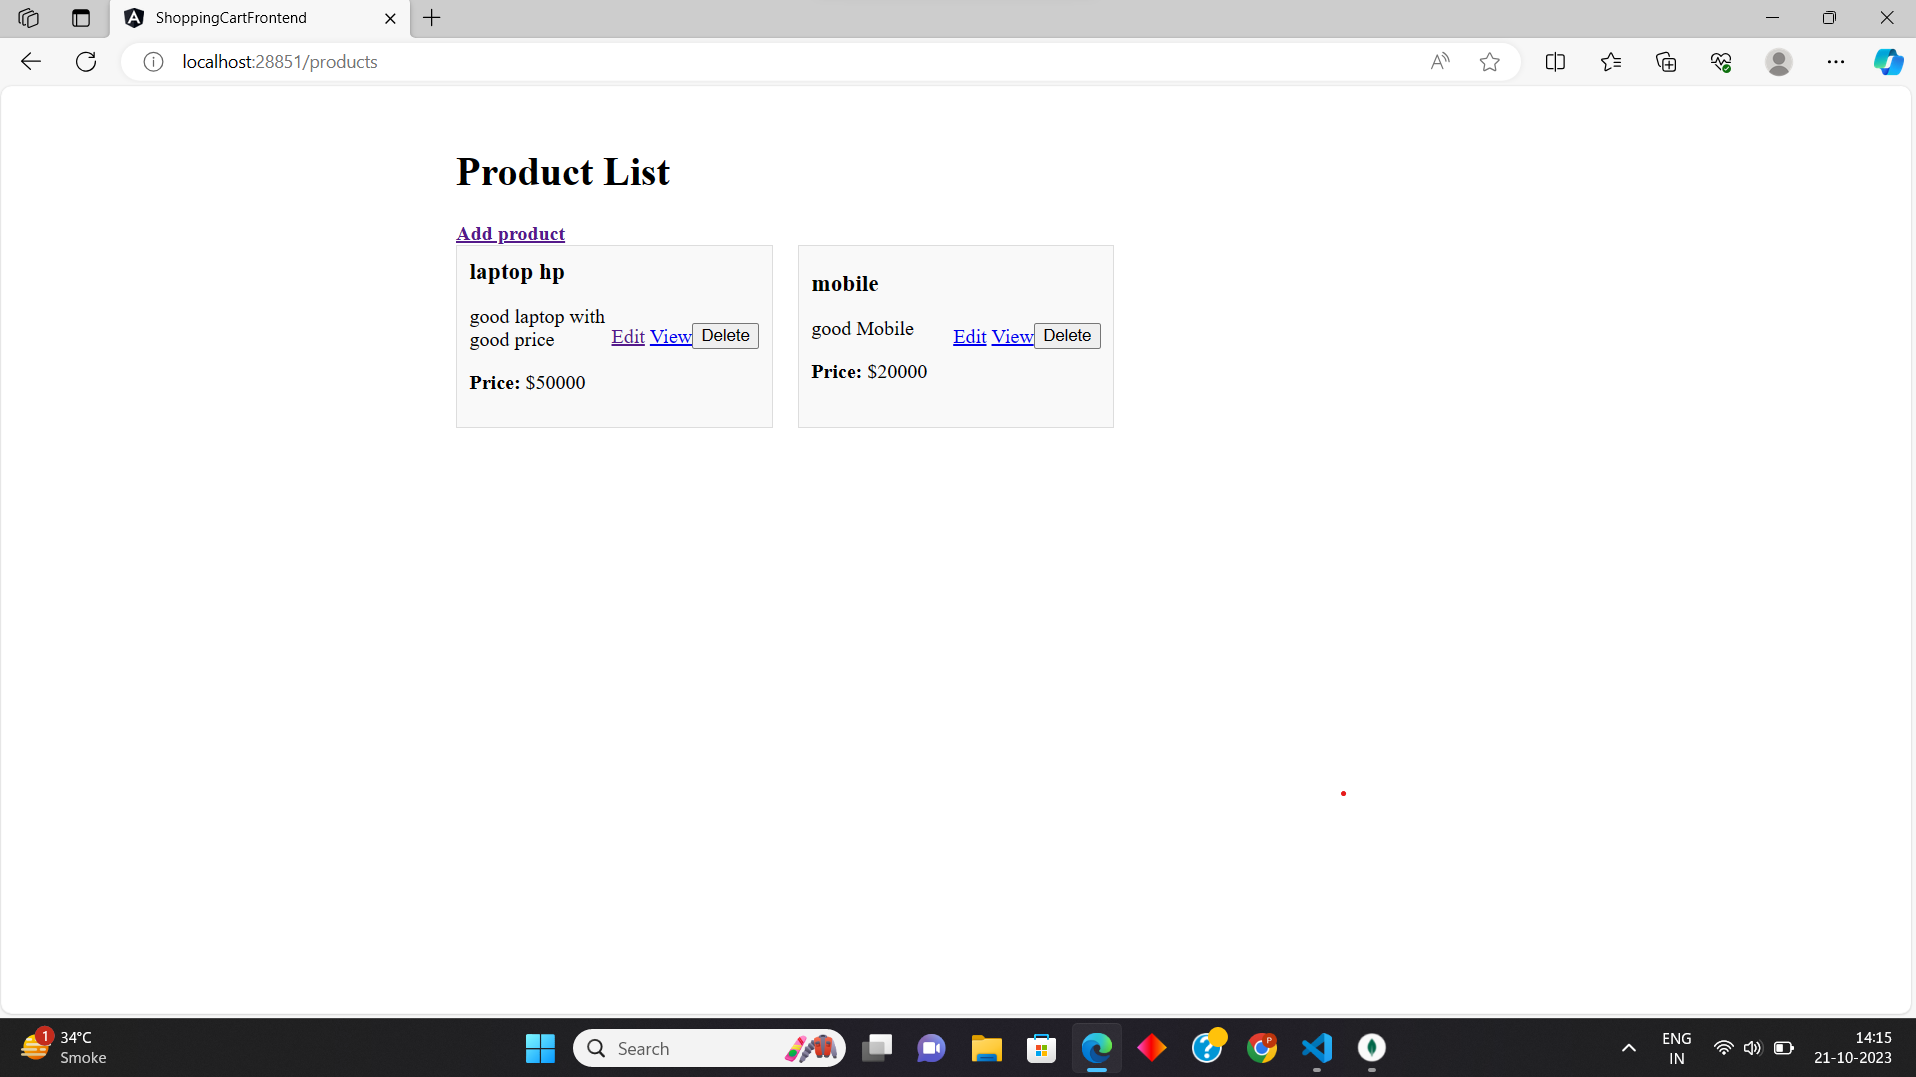 ShoppingCartFrontend
localhost:28851/products
Product List
Add product
laptop hp
good laptop with
good price
Edit View Delete
Price: $50000
mobile
good Mobile
Edit View Delete
Price: $20000
1
34°C
Smoke
Search
P
ENG
IN
14:15
21-10-2023